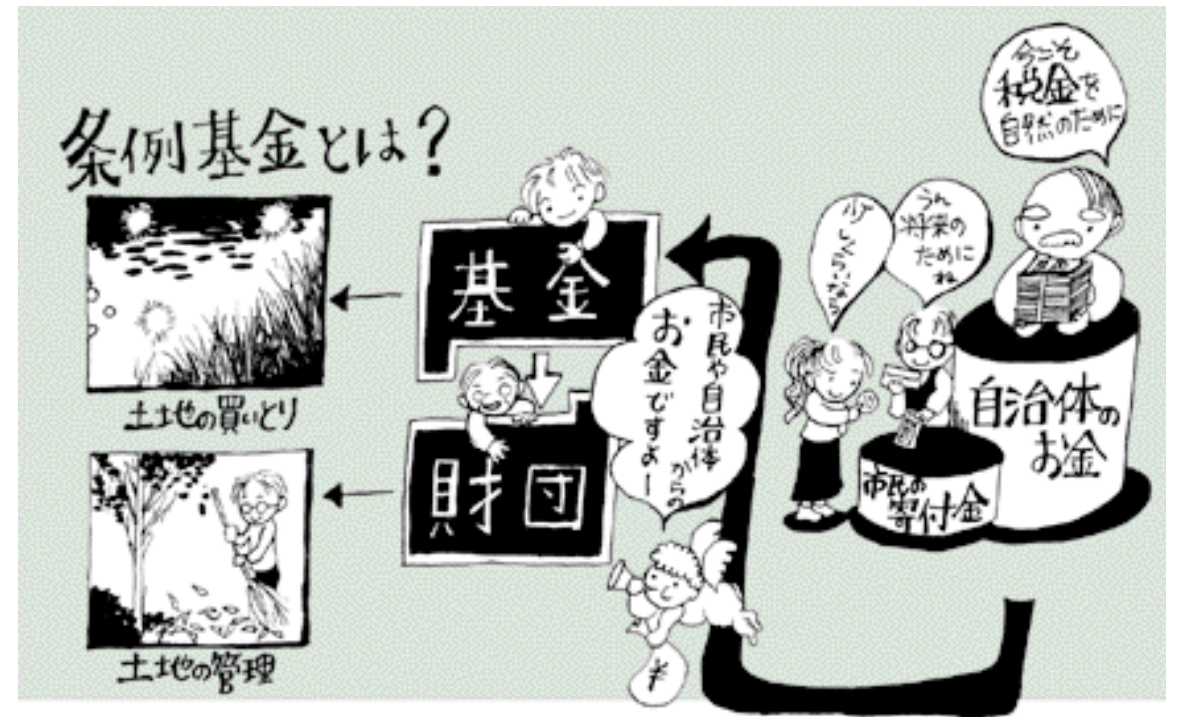 条例基金とは?
今こそ
税金を
自然のために
うん
将来の
ために
ね
少し
くらいなら
自治体の
お金
市民の
寄付金
基金
市民や自治体
からの
お金ですよー
財団
土地の買いとり
土地の管理
¥